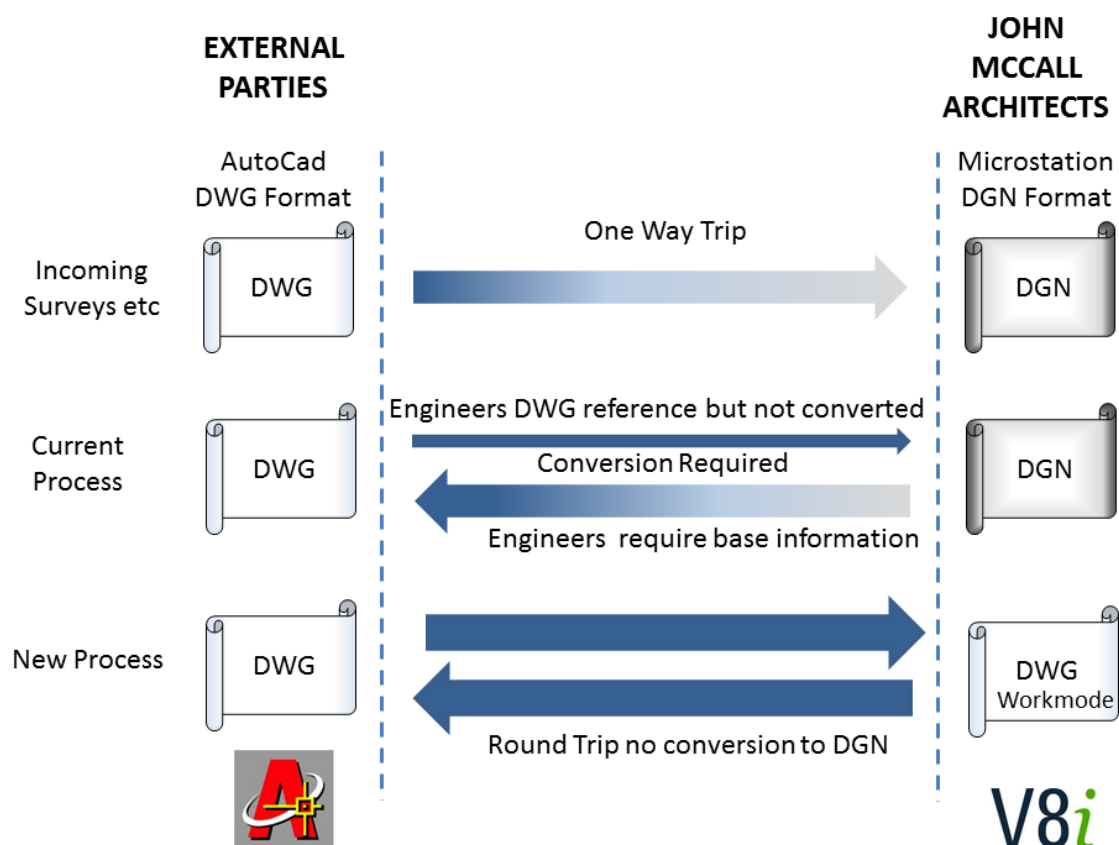 EXTERNAL
PARTIES
JOHN
MCCALL
ARCHITECTS
AutoCad
DWG Format
Microstation
DGN Format
Incoming
Surveys etc
DWG
One Way Trip
DGN
Current
Process
DWG
Engineers DWG reference but not converted
Conversion Required
Engineers require base information
DGN
New Process
DWG
Round Trip no conversion to DGN
DWG
Workmode
A
V8i